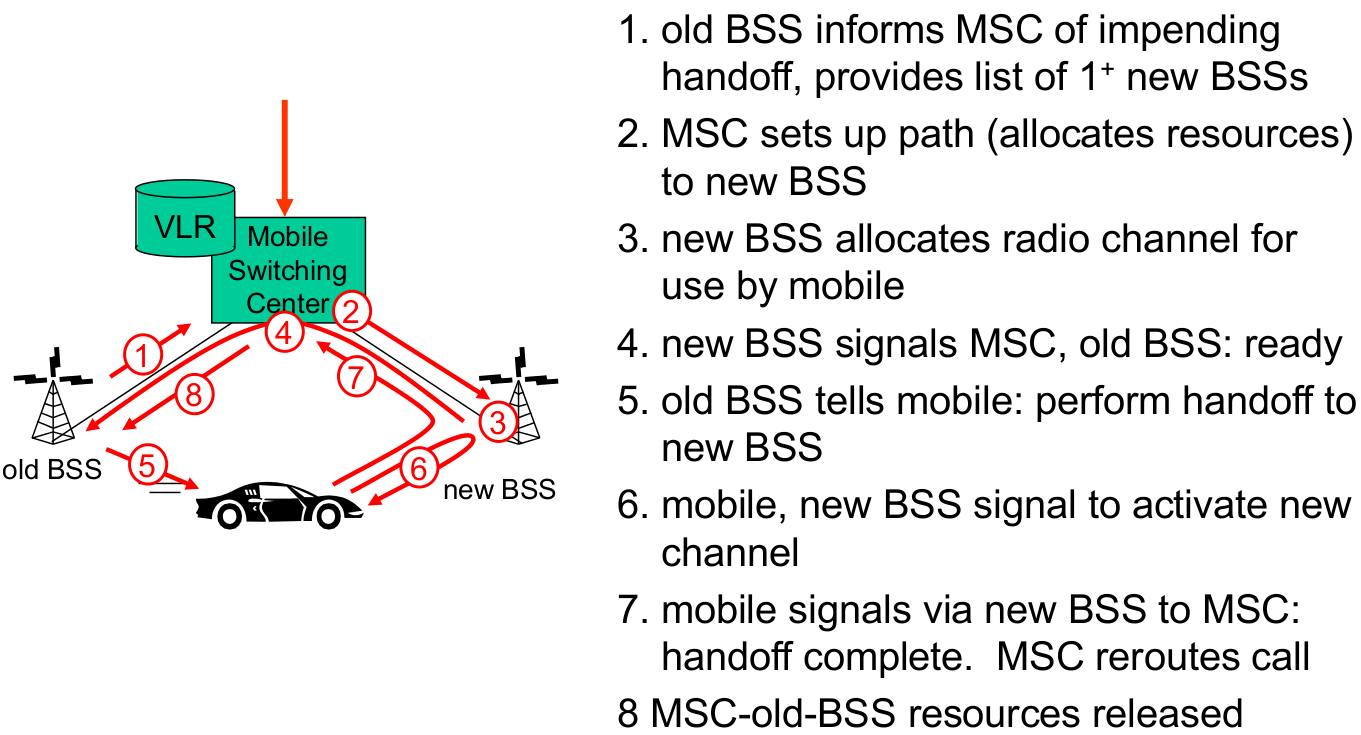 1. old BSS informs MSC of impending
handoff, provides list of 1+ new BSSs
2. MSC sets up path (allocates resources)
to new BSS
3. new BSS allocates radio channel for
use by mobile
4. new BSS signals MSC, old BSS: ready
5. old BSS tells mobile: perform handoff to
new BSS
6. mobile, new BSS signal to activate new
channel
7. mobile signals via new BSS to MSC:
handoff complete.  MSC reroutes call
8 MSC-old-BSS resources released
VLR
Mobile
Switching
Center
2
4
1
7
8
3
5
6
old BSS
new BSS